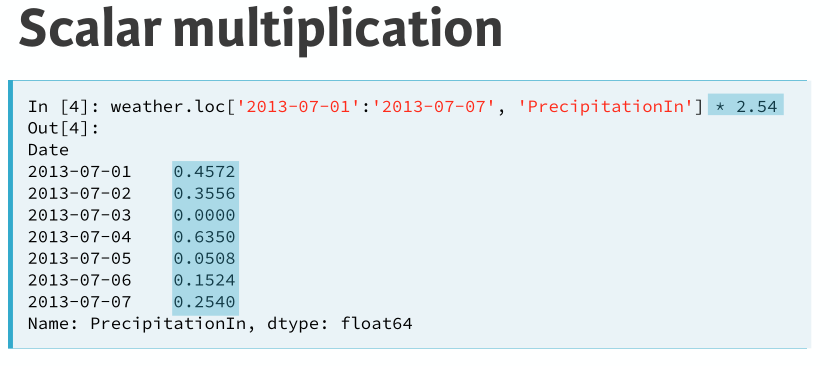 Scalar multiplication
In [4]: weather.loc['2013-07-01':'2013-07-07', 'PrecipitationIn'] * 2.54
Out[4]:
Date
2013-07-01    0.4572
2013-07-02    0.3556
2013-07-03    0.0000
2013-07-04    0.6350
2013-07-05    0.0508
2013-07-06    0.1524
2013-07-07    0.2540
Name: PrecipitationIn, dtype: float64